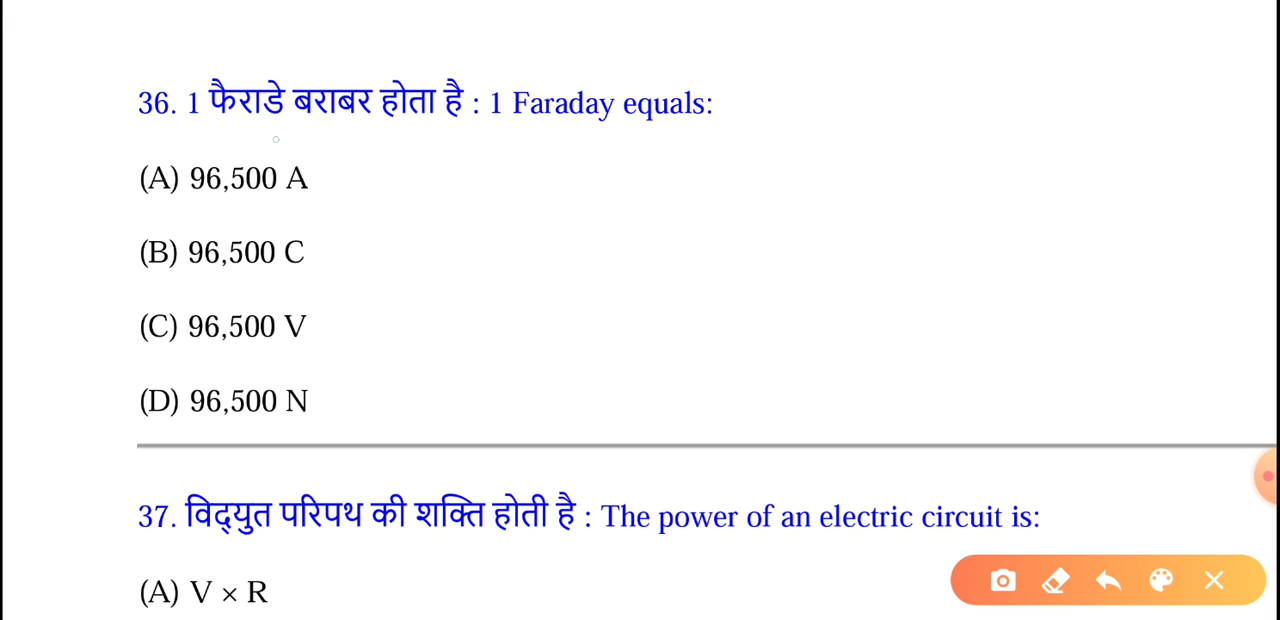 36. 1 फैराडे बराबर होता है : 1 Faraday equals:
(A) 96,500 A
(B) 96,500 C
(C) 96,500 V
(D) 96,500 N
37. विद्युत परिपथ की शक्ति होती है : The power of an electric circuit is:
(A) V × R